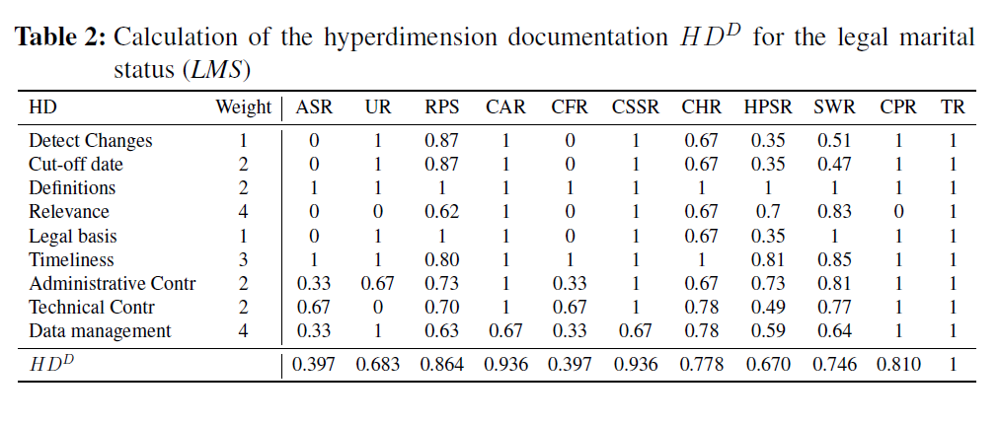 Table 2: Calculation of the hyperdimension documentation HD^D for the legal marital
status (LMS)
HD Weight ASR UR RPS CAR CFR CSSR CHR HPSR SWR CPR TR
Detect Changes 1 0 1 0.87 1 0 1 0.67 0.35 0.51 1 1
Cut-off date 2 0 1 0.87 1 0 1 0.67 0.35 0.47 1 1
Definitions 2 1 1 1 1 1 1 1 1 1 1 1
Relevance 4 0 0 0.62 1 0 1 0.67 0.7 0.83 0 1
Legal basis 1 0 1 1 1 0 1 0.67 0.35 1 1 1
Timeliness 3 1 1 0.80 1 1 1 1 0.81 0.85 1 1
Administrative Contr 2 0.33 0.67 0.73 1 0.33 1 0.67 0.73 0.81 1 1
Technical Contr 2 0.67 0 0.70 1 0.67 1 0.78 0.49 0.77 1 1
Data management 4 0.33 1 0.63 0.67 0.33 0.67 0.78 0.59 0.64 1 1
HD^D 0.397 0.683 0.864 0.936 0.397 0.936 0.778 0.670 0.746 0.810 1